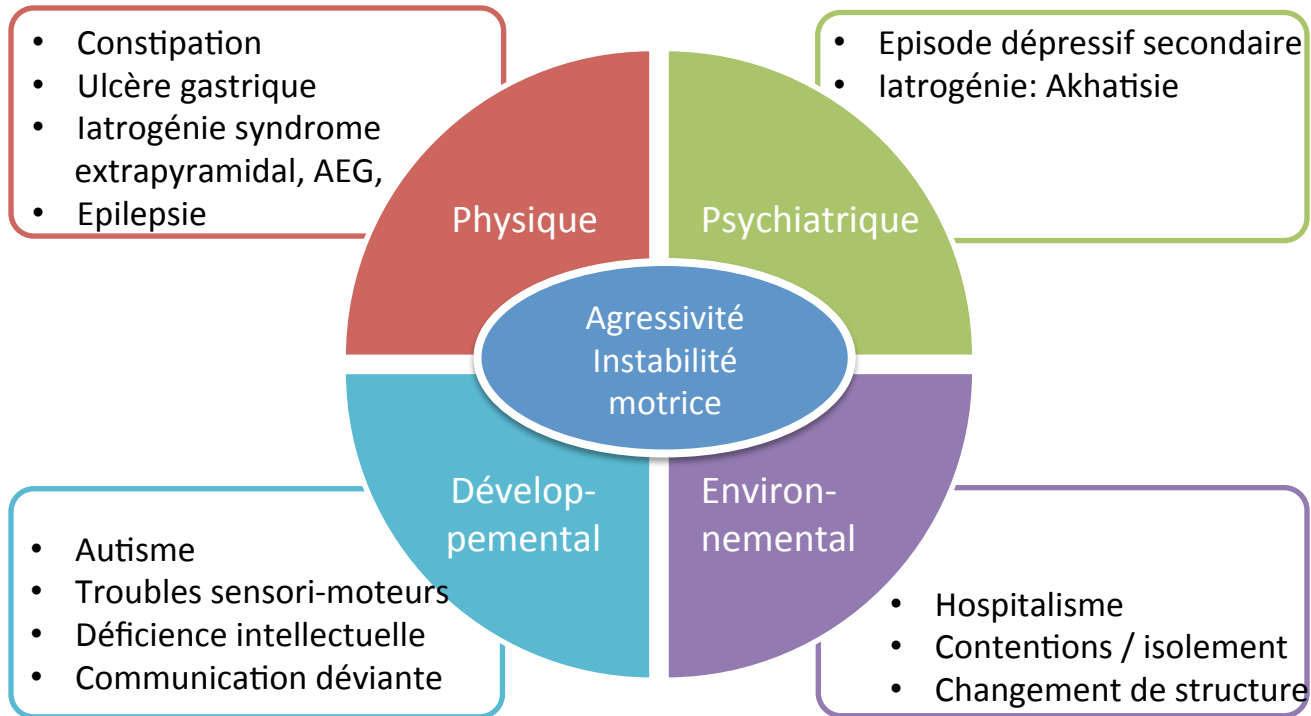 • Constipation
• Ulcère gastrique
• Iatrogénie syndrome
extrapyramidal, AEG,
• Epilepsie
• Episode dépressif secondaire
• Iatrogénie: Akhatisie
Physique
Psychiatrique
Agressivité
Instabilité
motrice
Dévelop-
pemental
Environ-
nemental
• Autisme
• Troubles sensori-moteurs
• Déficience intellectuelle
• Communication déviante
• Hospitalisme
• Contentions / isolement
• Changement de structure